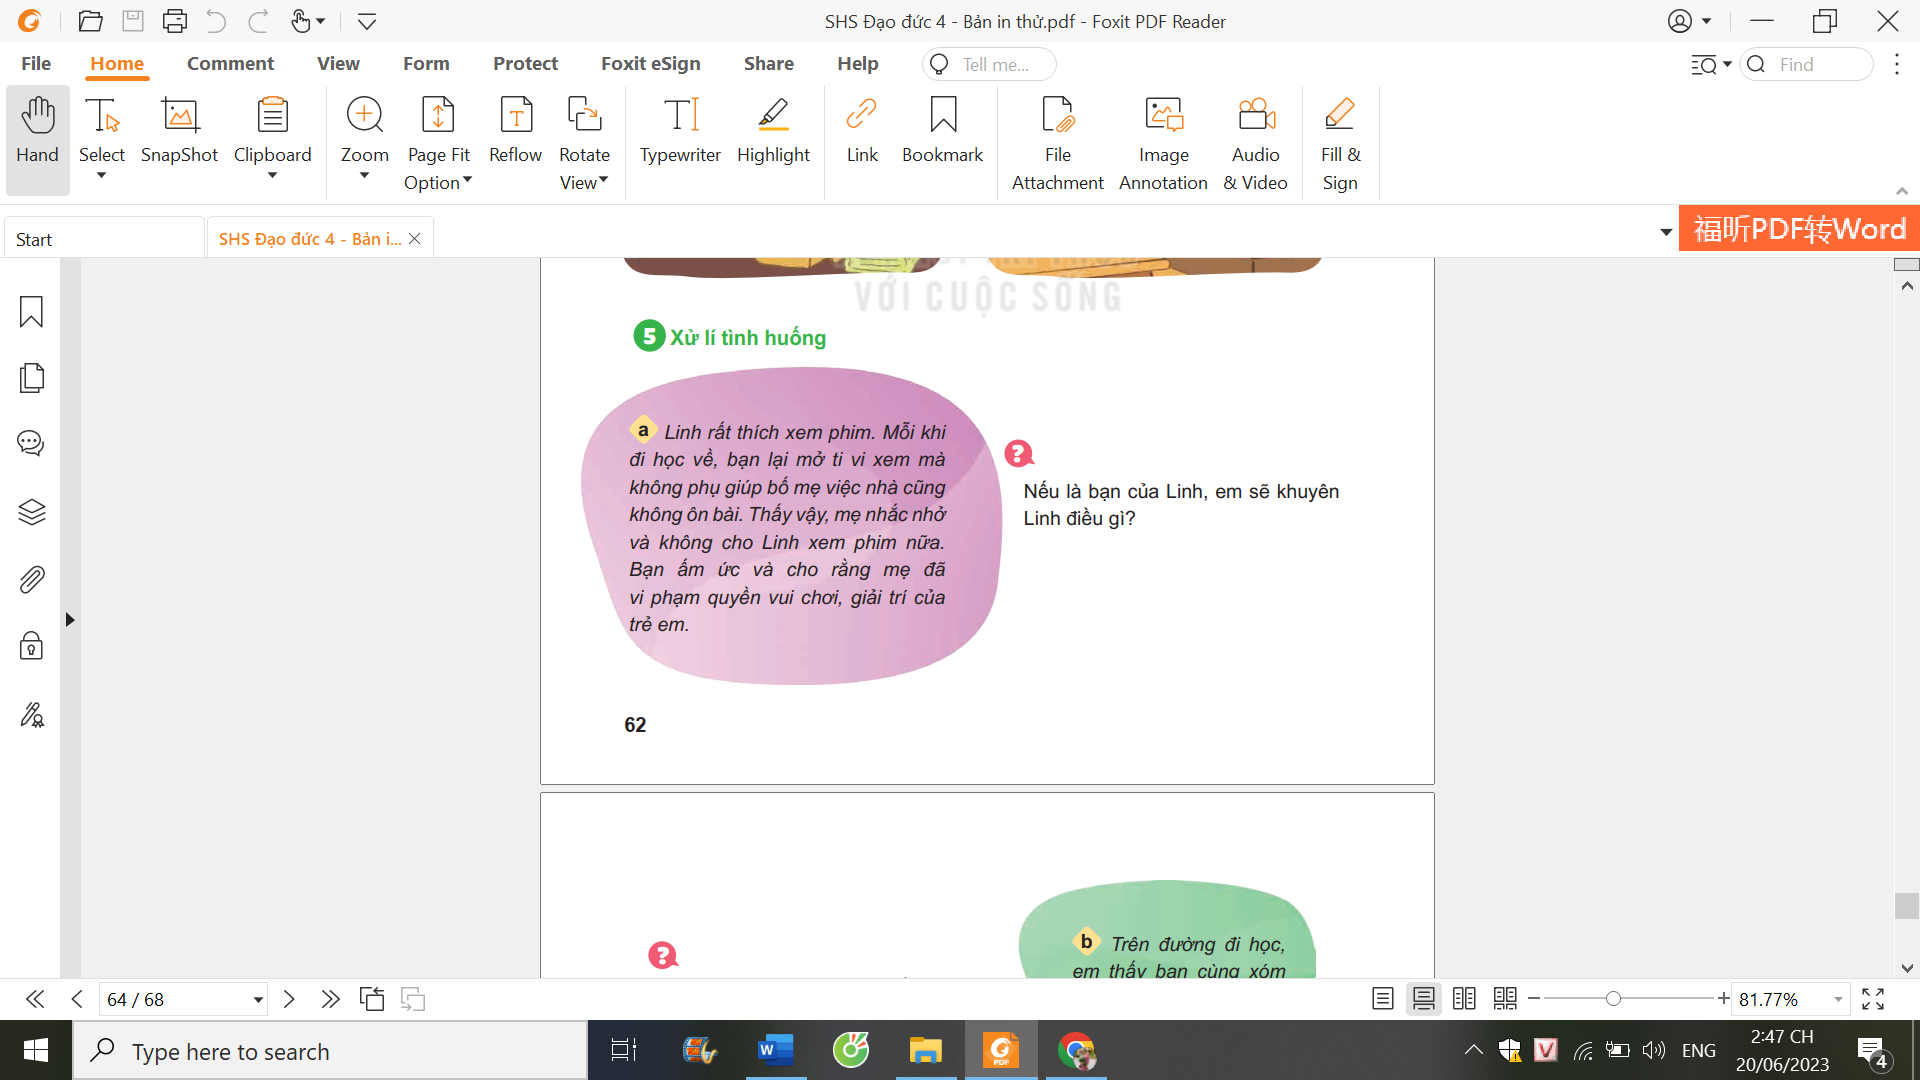 SHS Đạo đức 4 - Bản in thử.pdf - Foxit PDF Reader
File Home Comment View Form Protect Foxit eSign Share Help Tell me... Find
Hand Select SnapShot Clipboard Zoom Page Fit Option Reflow Rotate View Typewriter Highlight Link Bookmark File Attachment Image Annotation Audio & Video Fill & Sign
Start SHS Đạo đức 4 - Bản i... 福昕PDF转Word
VỚI CUỘC SỐNG
5 Xử lí tình huống
a Linh rất thích xem phim. Mỗi khi
đi học về, bạn lại mở ti vi xem mà
không phụ giúp bố mẹ việc nhà cũng
không ôn bài. Thấy vậy, mẹ nhắc nhở
và không cho Linh xem phim nữa.
Bạn ấm ức và cho rằng mẹ đã
vi phạm quyền vui chơi, giải trí của
trẻ em.
?
Nếu là bạn của Linh, em sẽ khuyên
Linh điều gì?
62
?
b Trên đường đi học,
em thấy bạn cùng xóm
64 / 68 81.77%
Type here to search
ENG
2:47 CH
20/06/2023
4